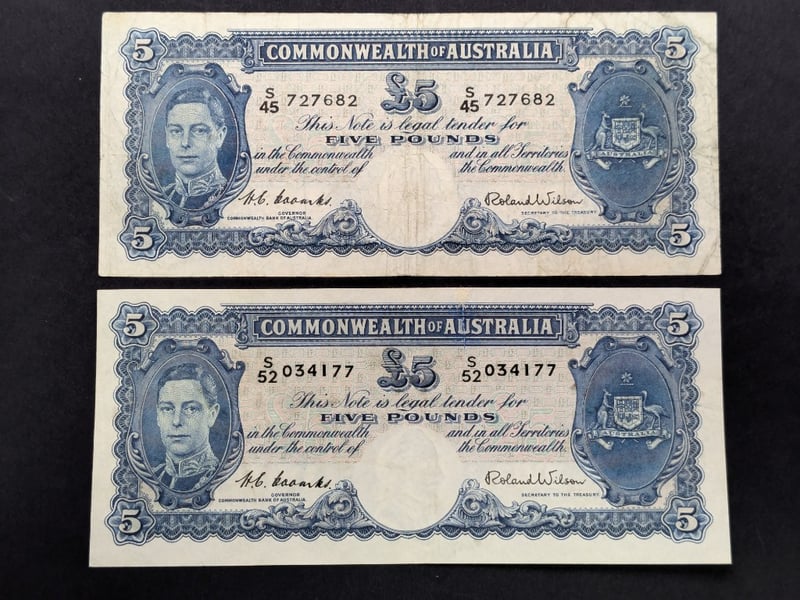 5 COMMONWEALTH OF AUSTRALIA 5
S/45 727682 £5 S/45 727682
This Note is legal tender for
FIVE POUNDS
in the Commonwealth and in all Territories
under the control of the Commonwealth.
AUSTRALIA
H.C. Coombs. Roland Wilson
GOVERNOR SECRETARY TO THE TREASURY.
COMMONWEALTH BANK OF AUSTRALIA.
5 5
5 COMMONWEALTH OF AUSTRALIA 5
S/52 034177 £5 S/52 034177
This Note is legal tender for
FIVE POUNDS
in the Commonwealth and in all Territories
under the control of the Commonwealth.
AUSTRALIA
H.C. Coombs. Roland Wilson
GOVERNOR SECRETARY TO THE TREASURY.
COMMONWEALTH BANK OF AUSTRALIA.
5 5